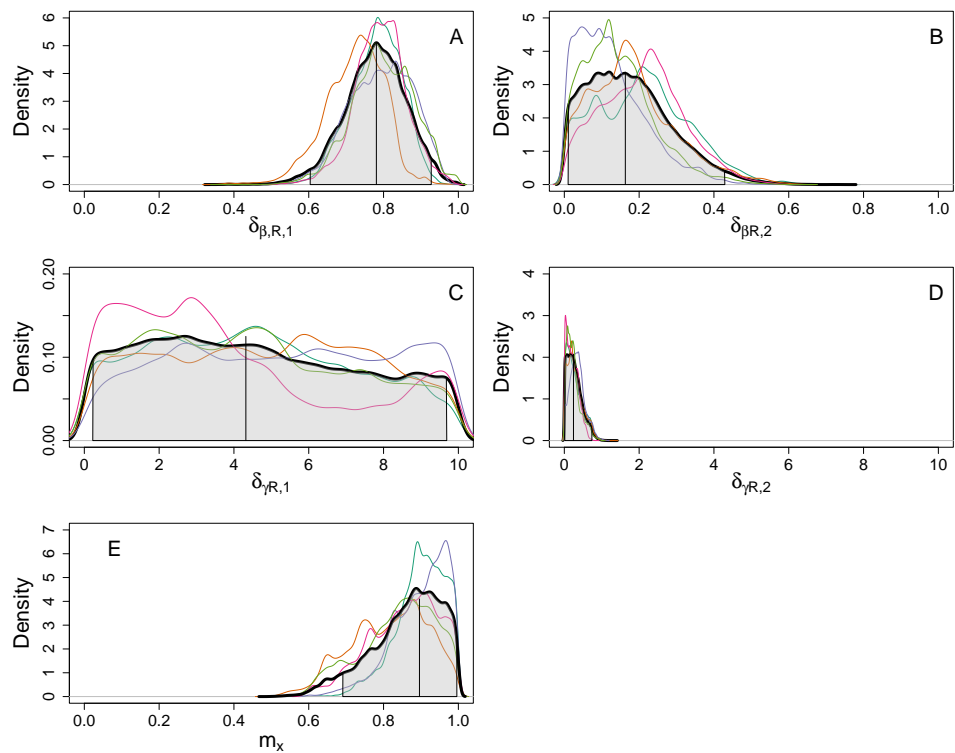 A
Density
0 1 2 3 4 5 6
0.0 0.2 0.4 0.6 0.8 1.0
δβ,R,1
B
Density
0 1 2 3 4 5
0.0 0.2 0.4 0.6 0.8 1.0
δβR,2
C
Density
0.00 0.10 0.20
0 2 4 6 8 10
δγR,1
D
Density
0 1 2 3 4
0 2 4 6 8 10
δγR,2
E
Density
0 1 2 3 4 5 6 7
0.0 0.2 0.4 0.6 0.8 1.0
mx